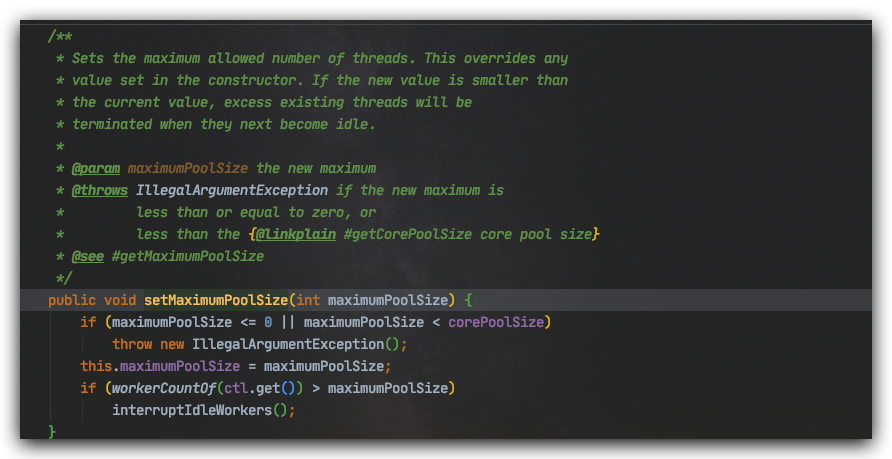 /**
 * Sets the maximum allowed number of threads. This overrides any
 * value set in the constructor. If the new value is smaller than
 * the current value, excess existing threads will be
 * terminated when they next become idle.
 *
 * @param maximumPoolSize the new maximum
 * @throws IllegalArgumentException if the new maximum is
 *         less than or equal to zero, or
 *         less than the {@linkplain #getCorePoolSize core pool size}
 * @see #getMaximumPoolSize
 */
public void setMaximumPoolSize(int maximumPoolSize) {
    if (maximumPoolSize <= 0 || maximumPoolSize < corePoolSize)
        throw new IllegalArgumentException();
    this.maximumPoolSize = maximumPoolSize;
    if (workerCountOf(ctl.get()) > maximumPoolSize)
        interruptIdleWorkers();
}